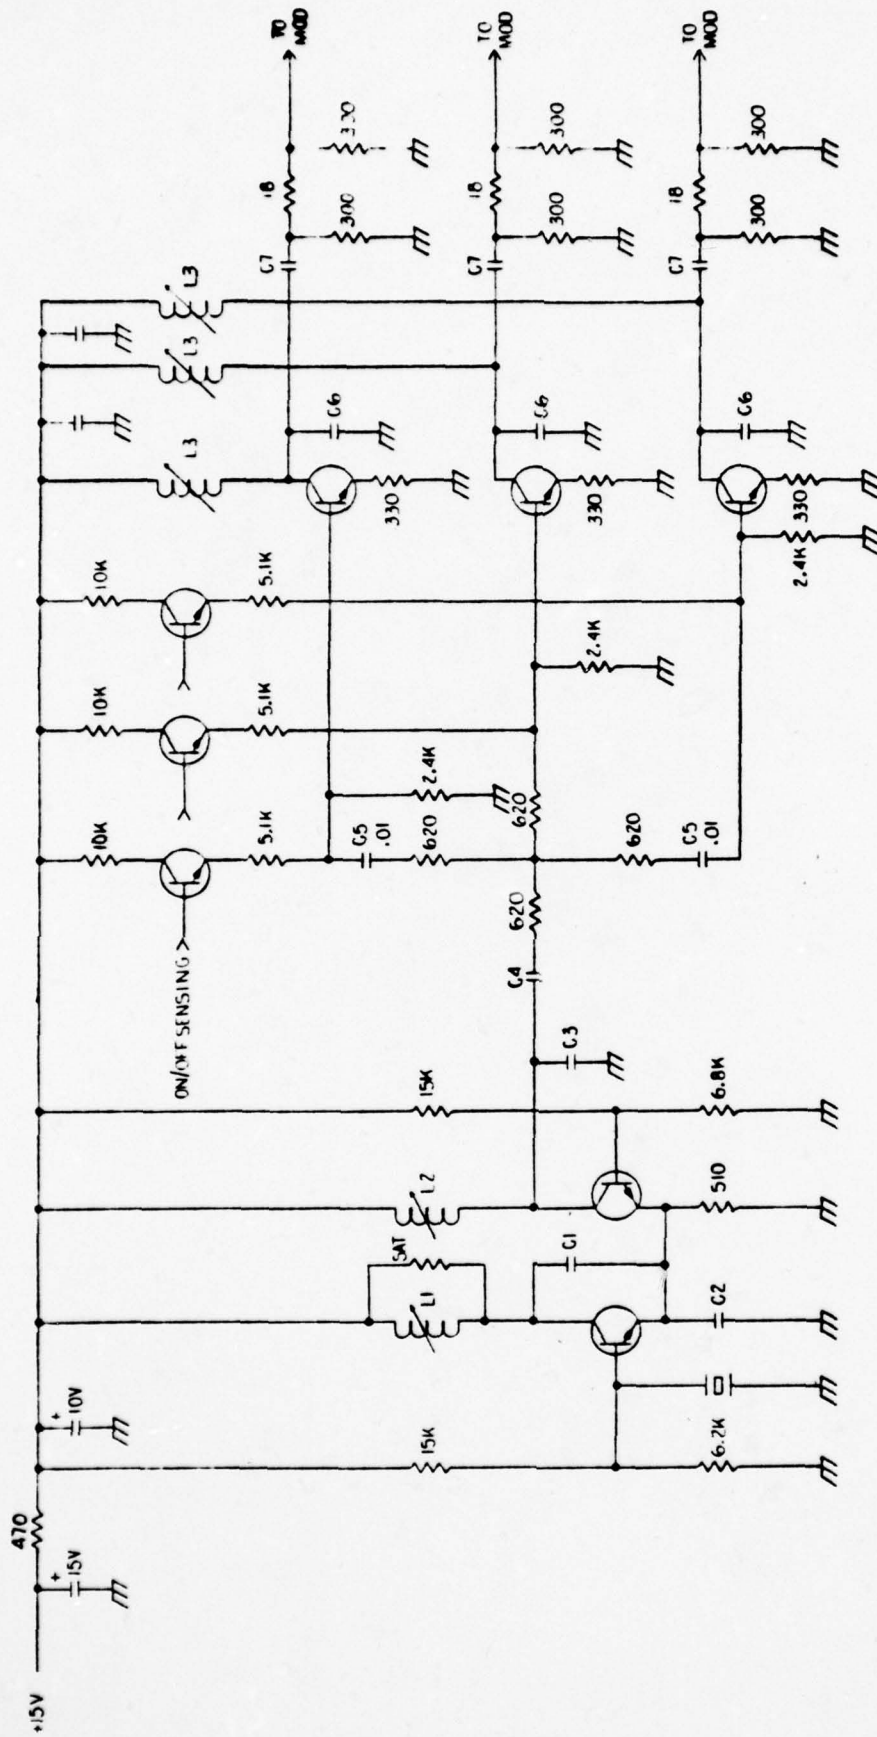 +15V
+
15V
470
+
10V
15K
6.2K
L1
SAT
C1
C2
L2
510
15K
6.8K
C3
C4
620
ON/OFF SENSING
10K
10K
10K
5.1K
5.1K
5.1K
C5
.01
620
620
620
C5
.01
2.4K
2.4K
2.4K
330
330
330
L3
L3
L3
C6
C6
C6
C7
C7
C7
300
300
300
18
18
18
300
300
300
TO
MOD
TO
MOD
TO
MOD